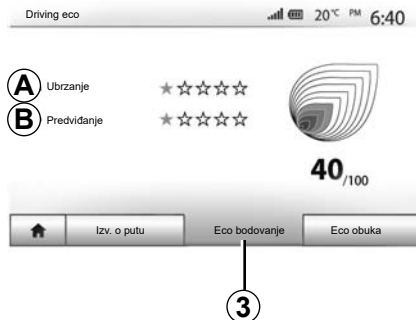 Driving eco 20°C PM 6:40
A Ubrzanje
B Predviđanje
40/100
Izv. o putu Eco bodovanje Eco obuka
3